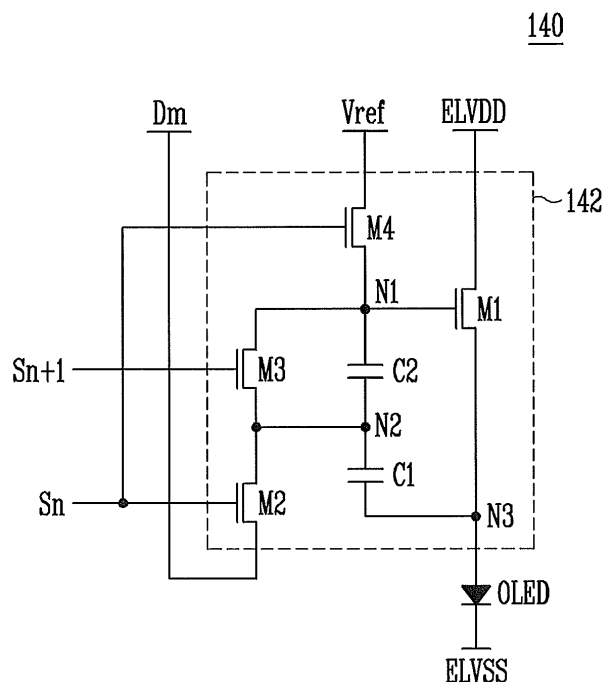 140
Dm
Vref
ELVDD
142
M4
N1
M1
Sn+1
M3
C2
N2
C1
Sn
M2
N3
OLED
ELVSS